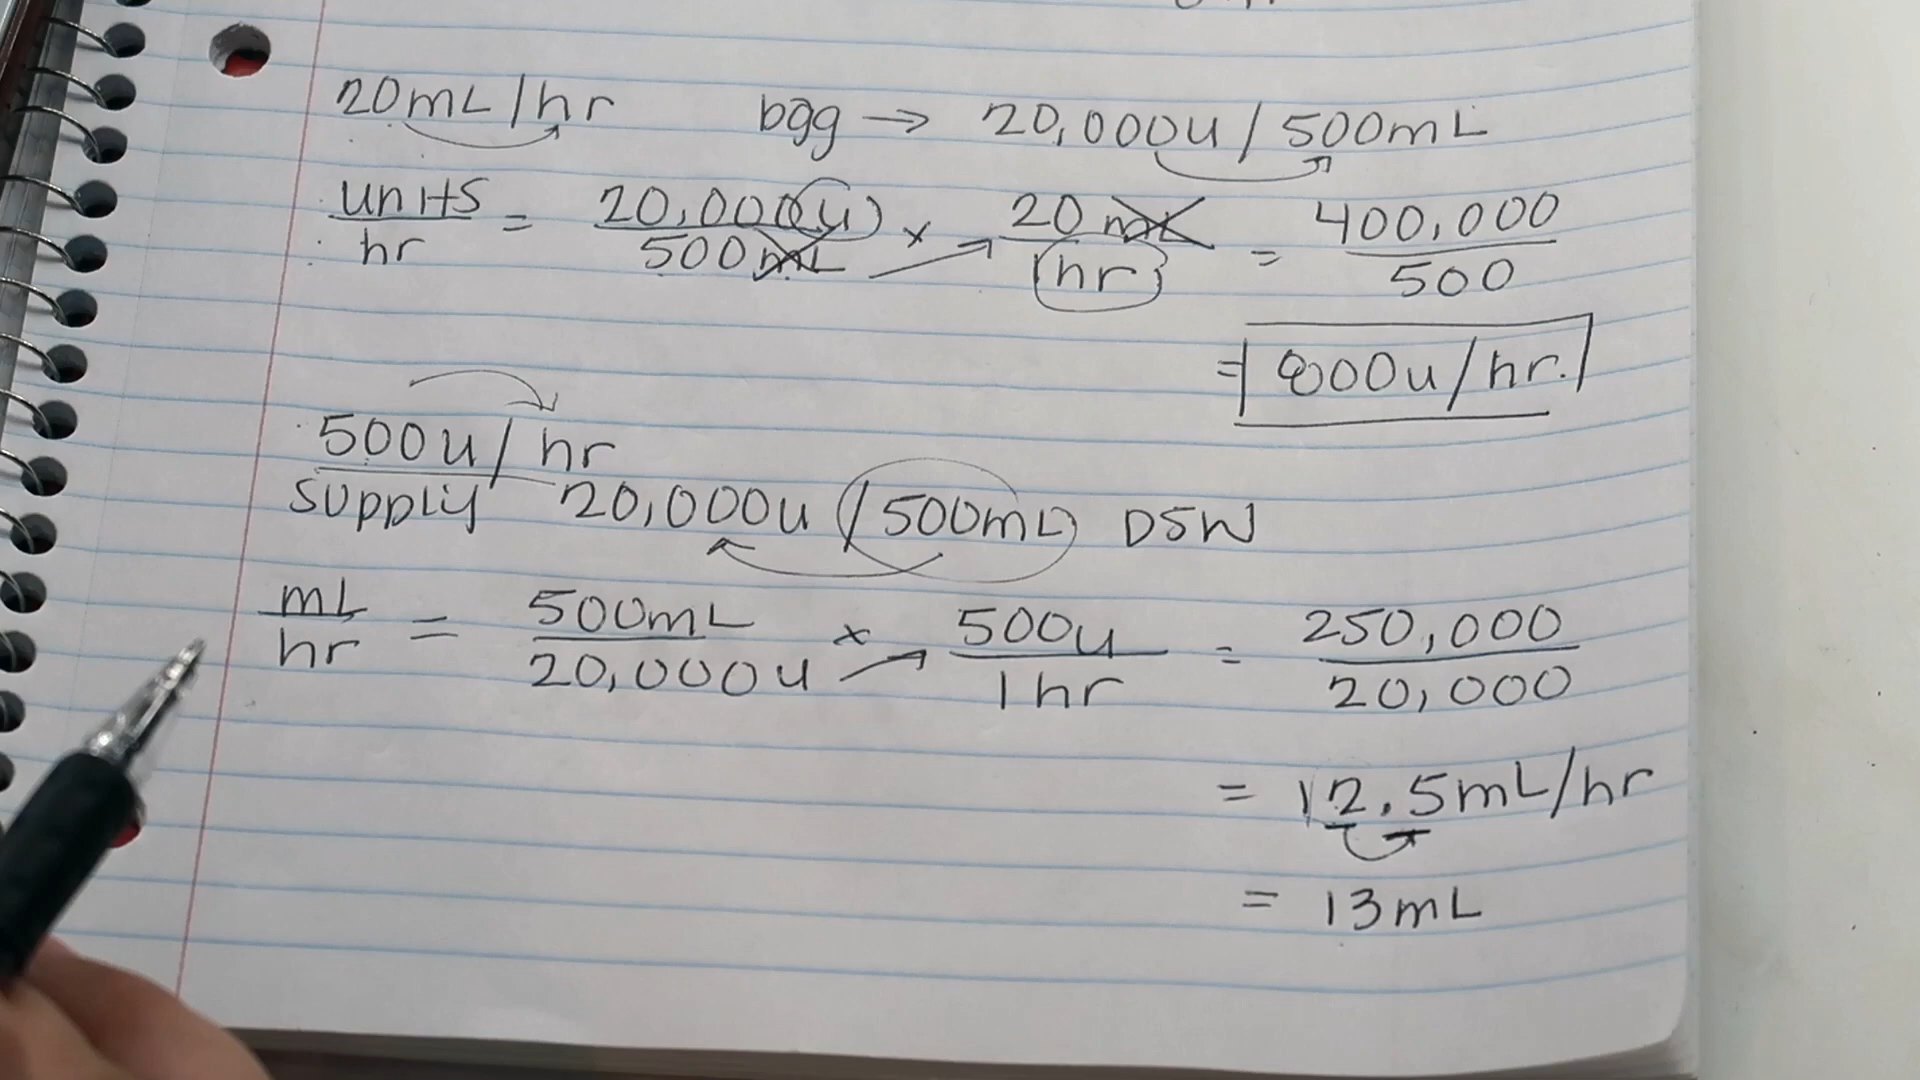 20mL/hr bag → 20,000u/500mL
units/hr = 20,000(u)/500mL × 20mL/(hr) = 400,000/500
= 800u/hr.
500u/hr
supply 20,000u/500mL D5W
mL/hr = 500mL/20,000u × 500u/1hr = 250,000/20,000
= 12.5mL/hr
= 13mL